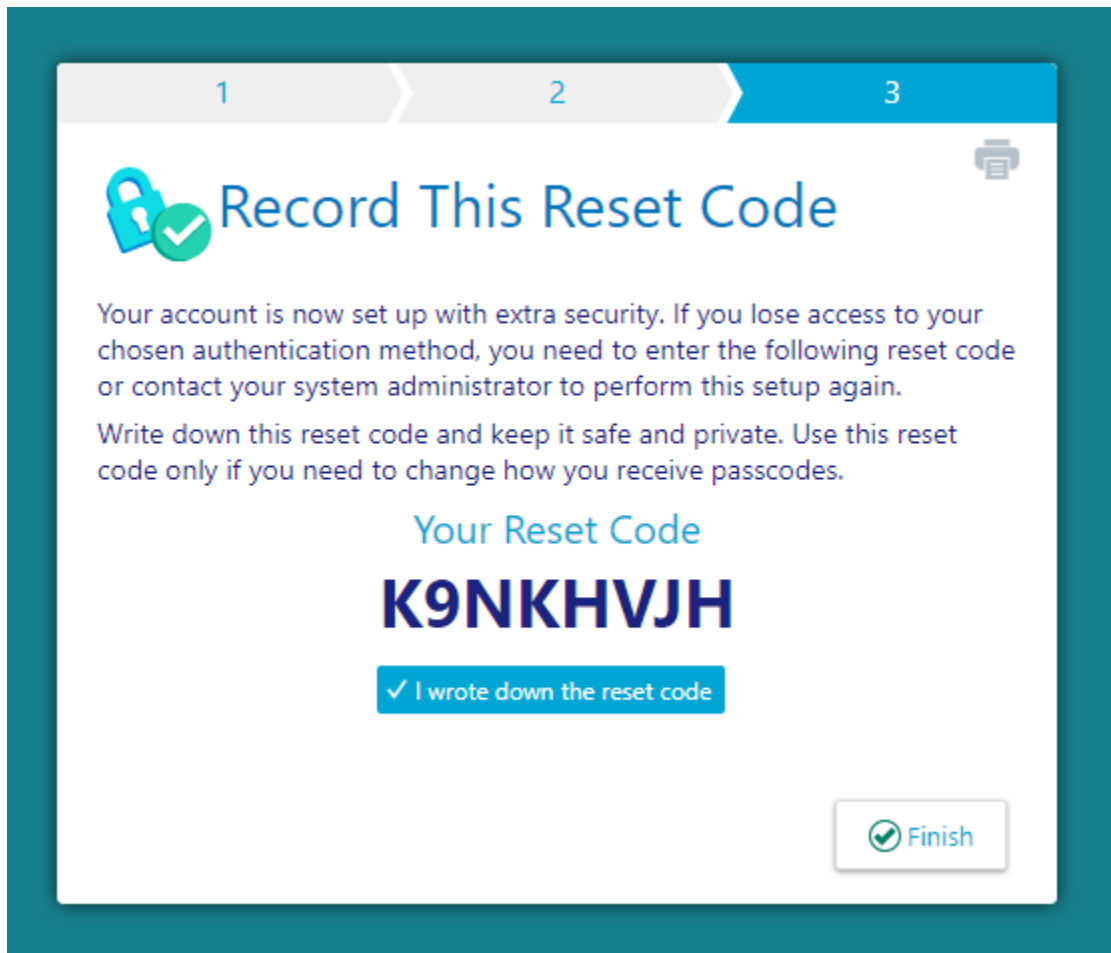 1
2
3
Record This Reset Code
Your account is now set up with extra security. If you lose access to your
chosen authentication method, you need to enter the following reset code
or contact your system administrator to perform this setup again.
Write down this reset code and keep it safe and private. Use this reset
code only if you need to change how you receive passcodes.
Your Reset Code
K9NKHVJH
I wrote down the reset code
Finish